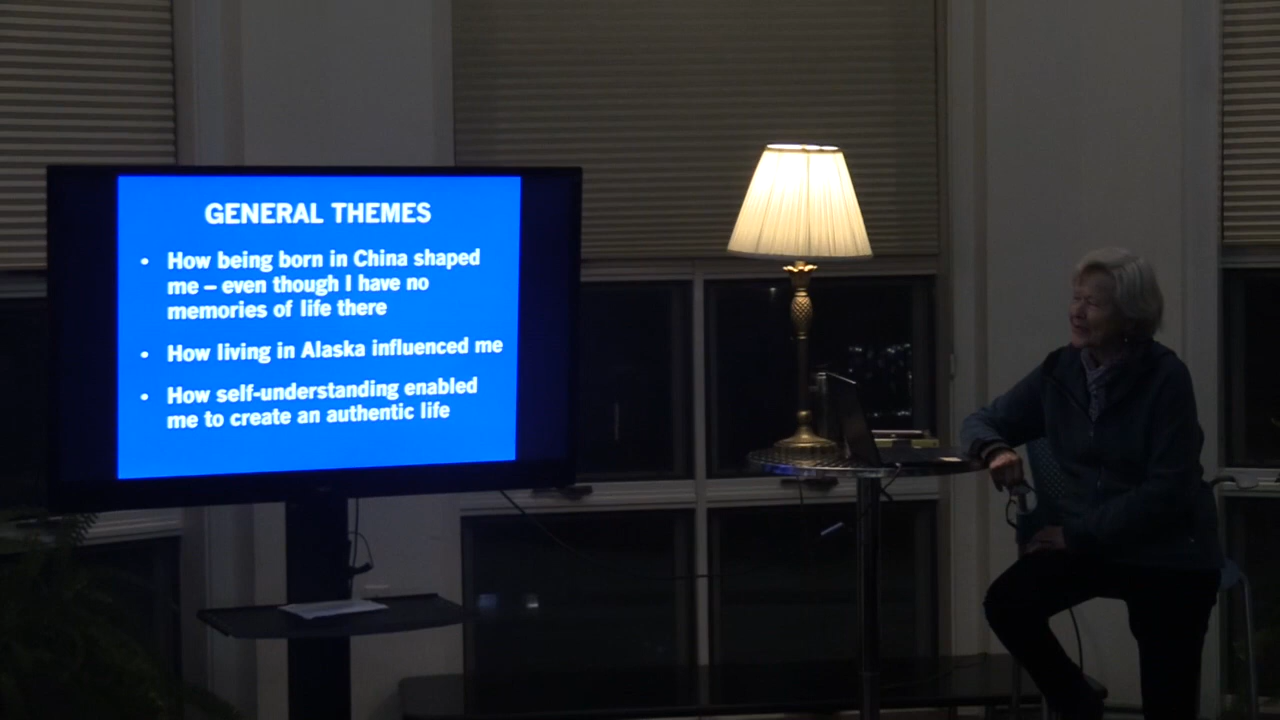 GENERAL THEMES
• How being born in China shaped
me – even though I have no
memories of life there
• How living in Alaska influenced me
• How self-understanding enabled
me to create an authentic life